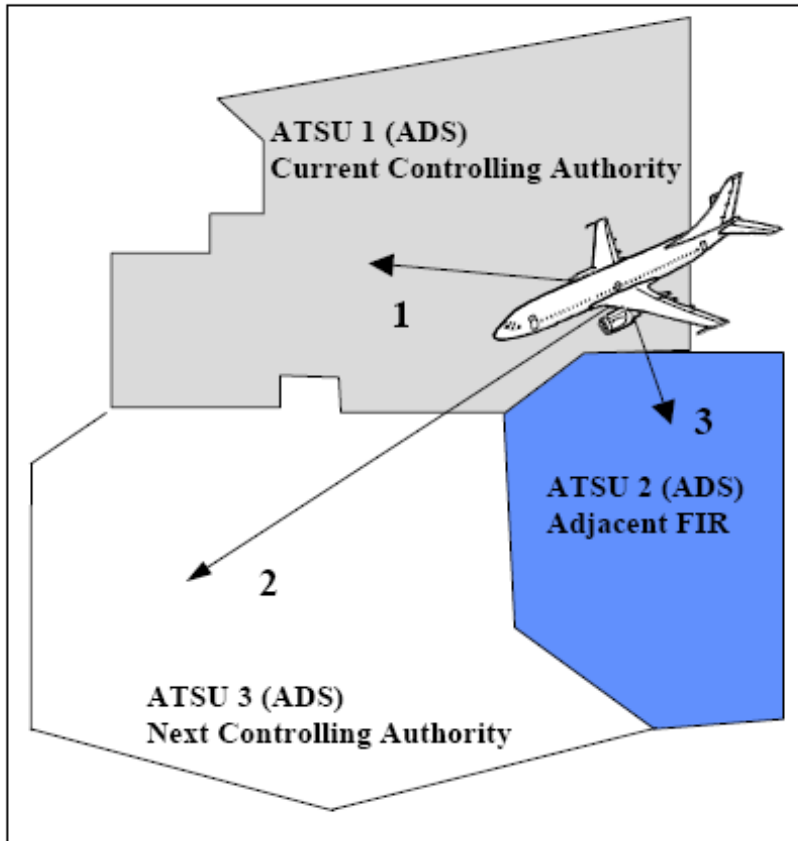 ATSU 1 (ADS)
Current Controlling Authority
1
3
ATSU 2 (ADS)
Adjacent FIR
2
ATSU 3 (ADS)
Next Controlling Authority